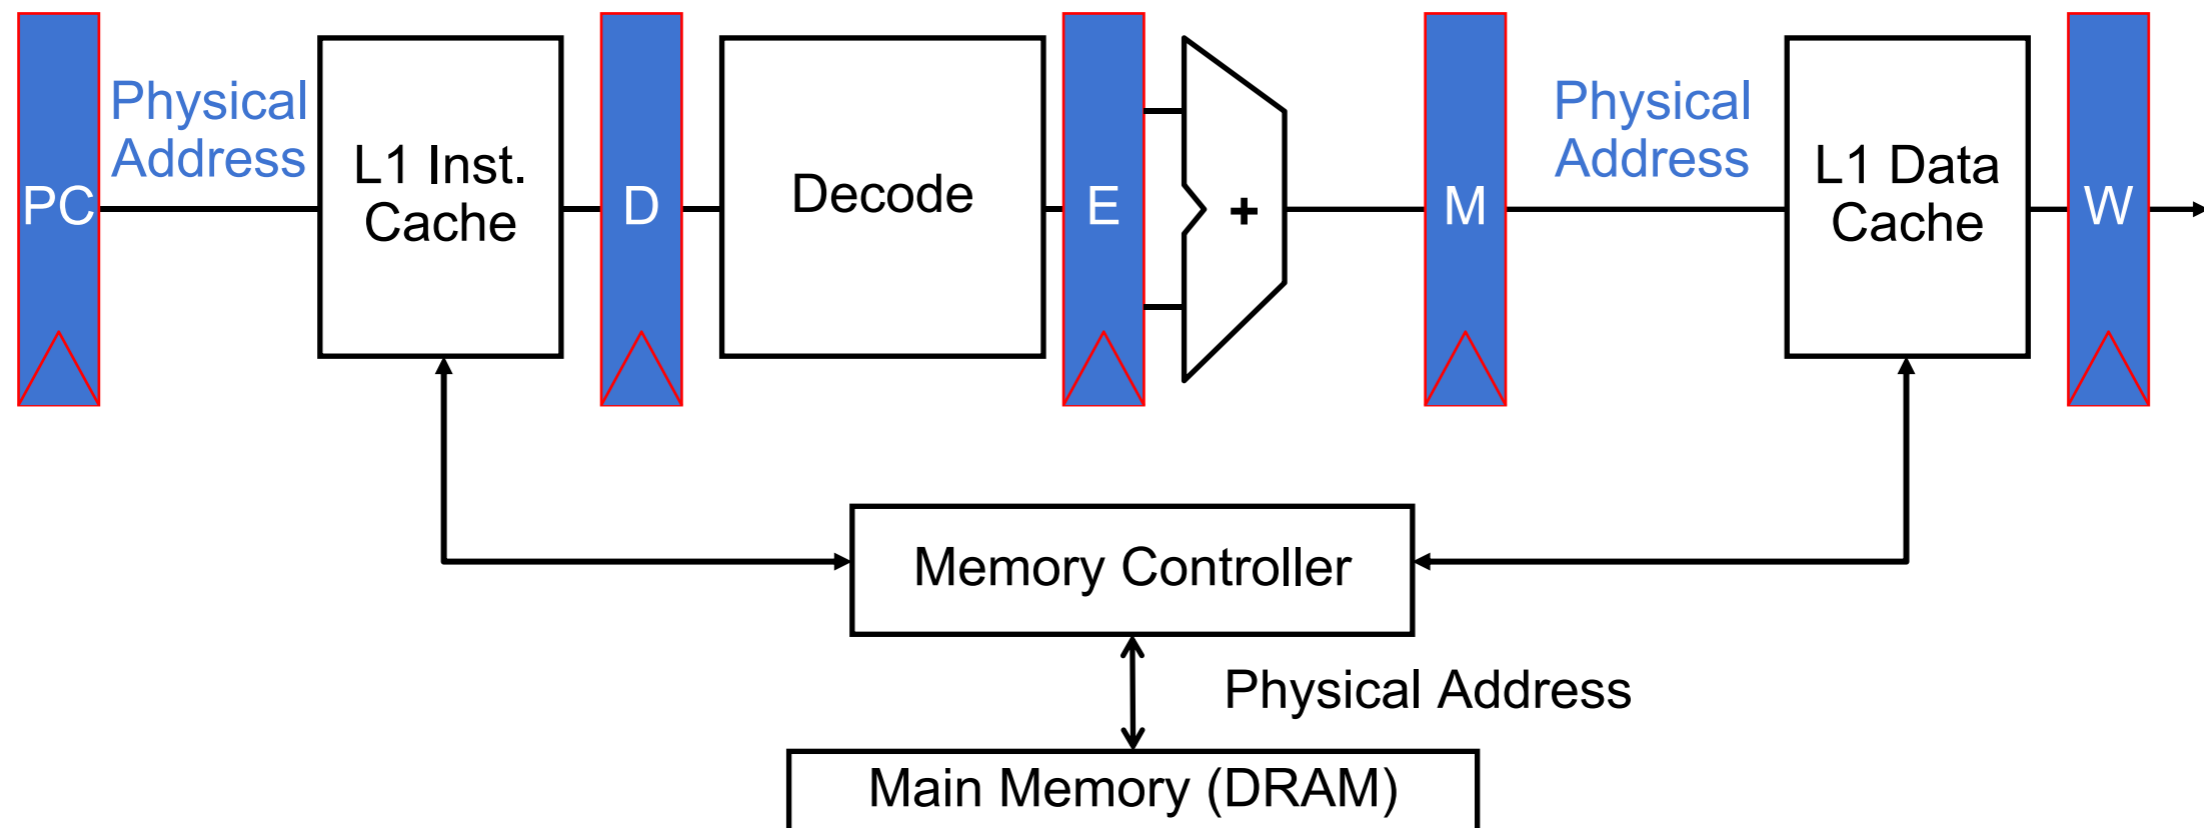 PC
Physical
Address
L1 Inst.
Cache
D
Decode
E
+
M
Physical
Address
L1 Data
Cache
W
Memory Controller
Physical Address
Main Memory (DRAM)